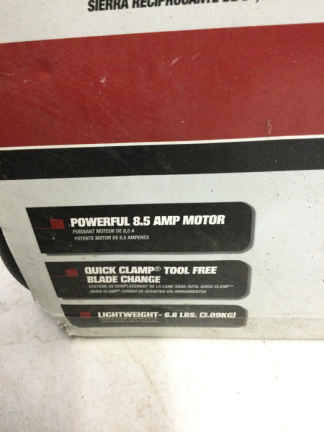 SIERRA RECIPROCANTE DE
POWERFUL 8.5 AMP MOTOR
PUISSANT MOTEUR DE 8,5 A
POTENTE MOTOR DE 8,5 AMPERES
QUICK CLAMP® TOOL FREE
BLADE CHANGE
LIGHTWEIGHT- 6.8 LBS. (3.09KG)